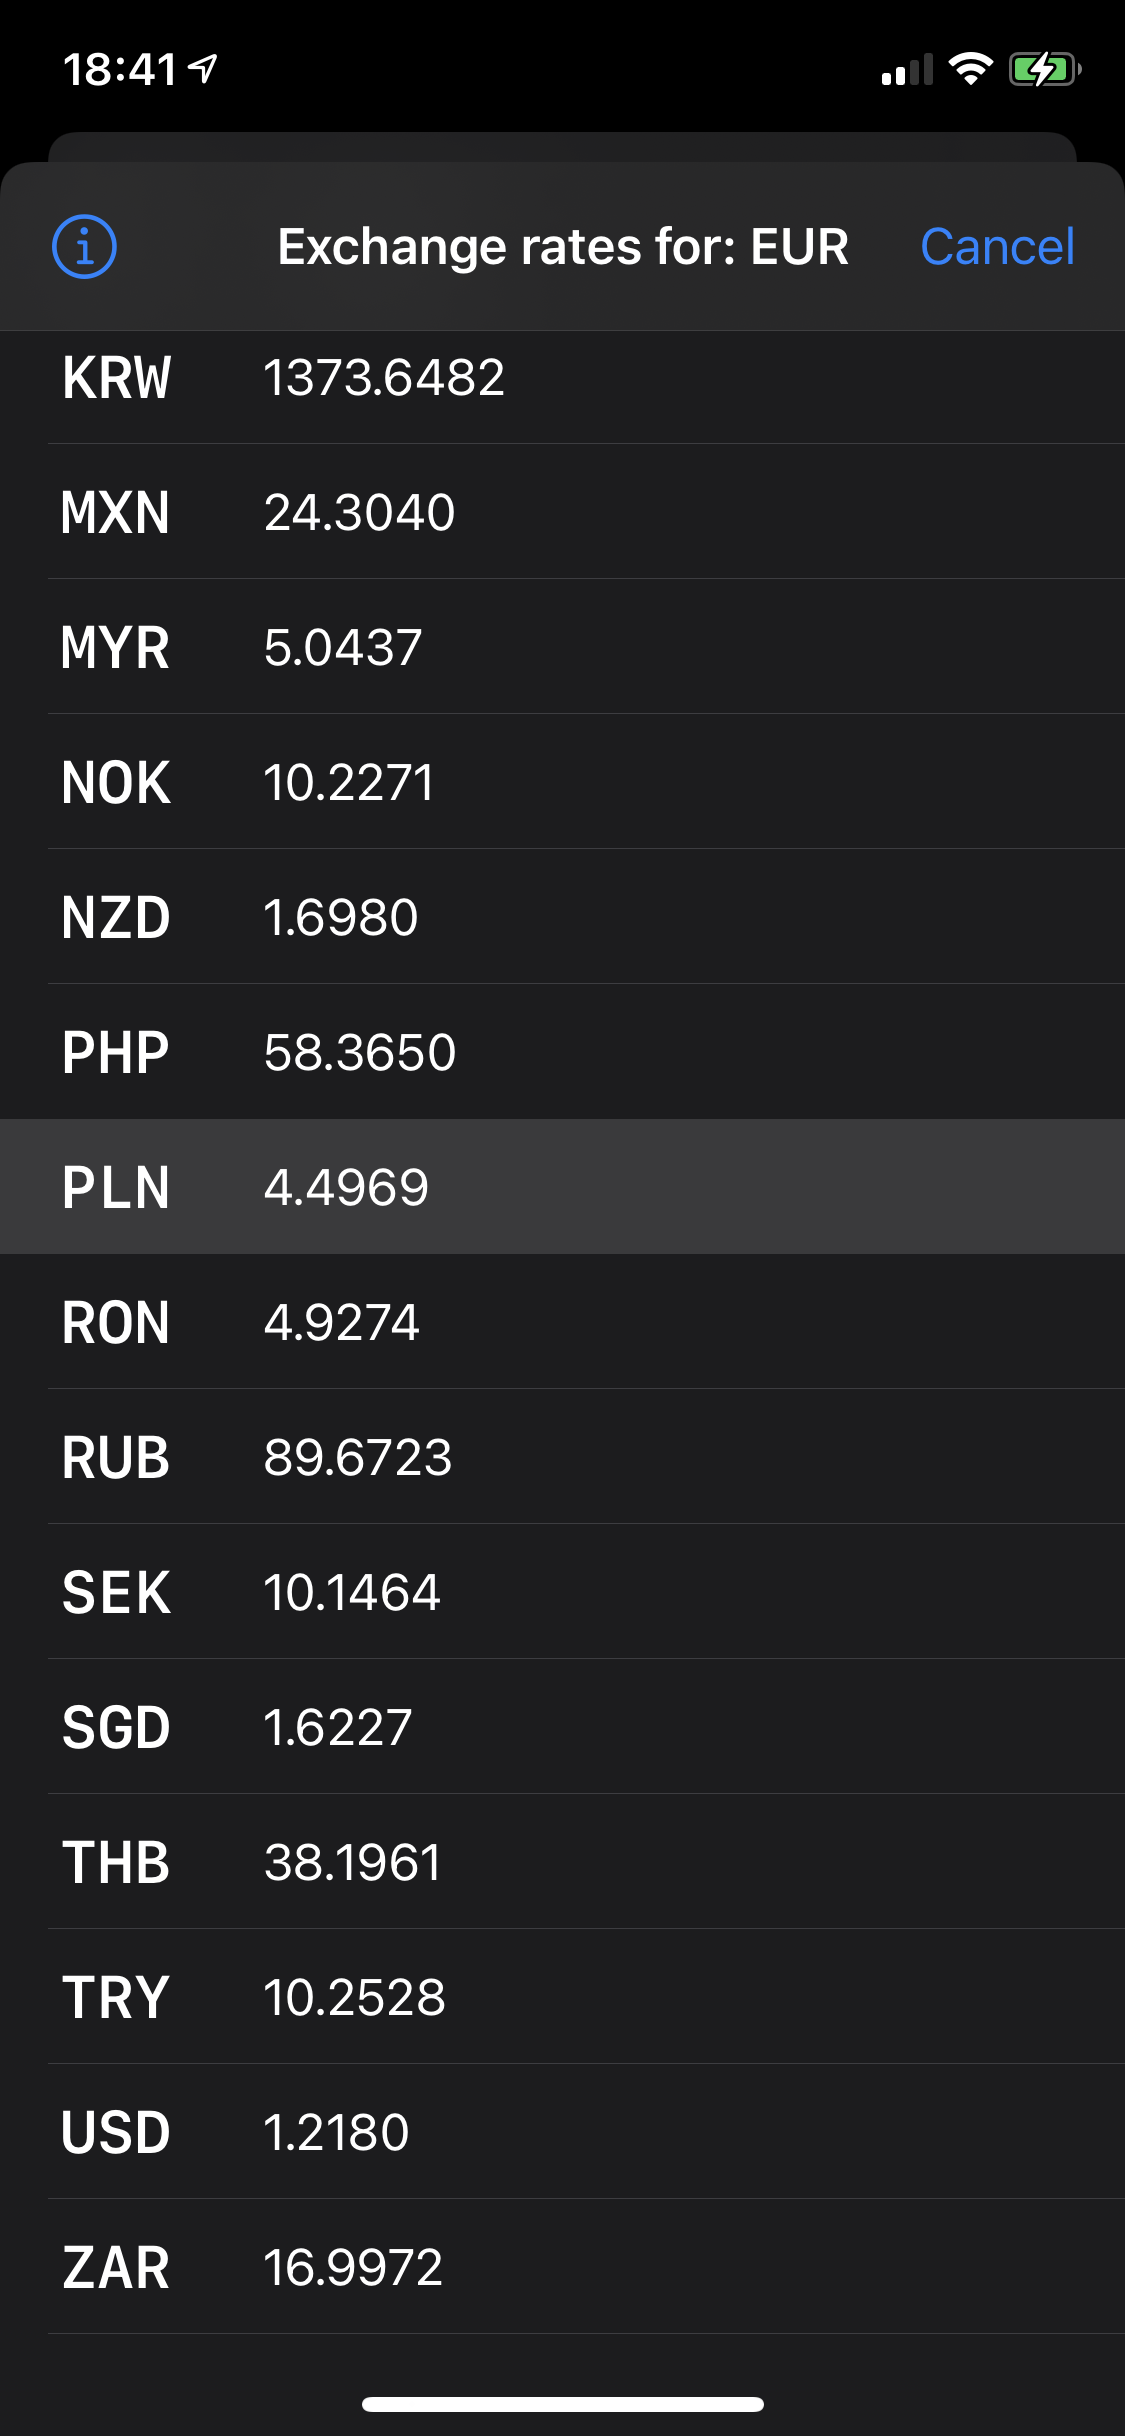 18:41
Exchange rates for: EUR Cancel
KRW 1373.6482
MXN 24.3040
MYR 5.0437
NOK 10.2271
NZD 1.6980
PHP 58.3650
PLN 4.4969
RON 4.9274
RUB 89.6723
SEK 10.1464
SGD 1.6227
THB 38.1961
TRY 10.2528
USD 1.2180
ZAR 16.9972